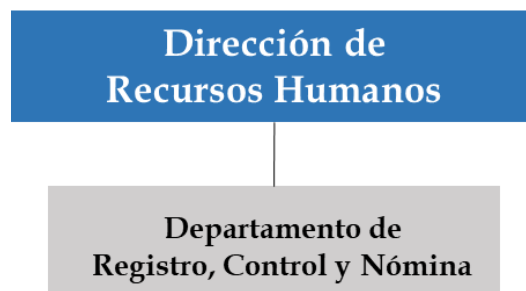 Dirección de
Recursos Humanos
Departamento de
Registro, Control y Nómina